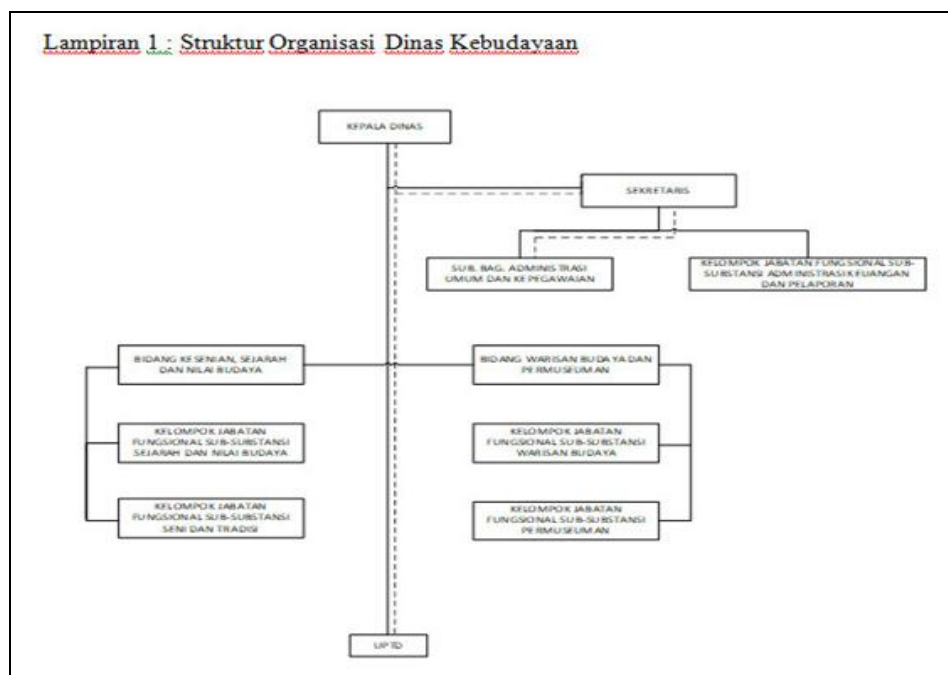 Lampiran 1 : Struktur Organisasi Dinas Kebudayaan
KEPALA DINAS
SEKRETARIS
SUB. BAG. ADMINISTRASI
UMUM DAN KEPEGAWAIAN
KELOMPOK JABATAN FUNGSIONAL SUB-
SUBSTANSI ADMINISTRASI KEUANGAN
DAN PELAPORAN
BIDANG KESENIAN, SEJARAH
DAN NILAI BUDAYA
BIDANG WARISAN BUDAYA DAN
PERMUSEUMAN
KELOMPOK JABATAN
FUNGSIONAL SUB-SUBSTANSI
SEJARAH DAN NILAI BUDAYA
KELOMPOK JABATAN
FUNGSIONAL SUB-SUBSTANSI
WARISAN BUDAYA
KELOMPOK JABATAN
FUNGSIONAL SUB-SUBSTANSI
SENI DAN TRADISI
KELOMPOK JABATAN
FUNGSIONAL SUB-SUBSTANSI
PERMUSEUMAN
UPTD